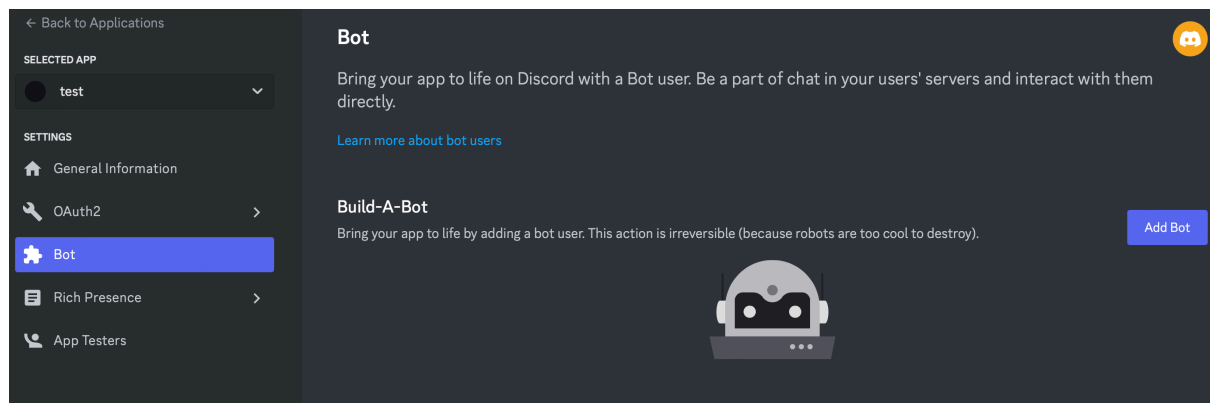 ← Back to Applications
SELECTED APP
test
SETTINGS
General Information
OAuth2
Bot
Rich Presence
App Testers
Bot
Bring your app to life on Discord with a Bot user. Be a part of chat in your users' servers and interact with them
directly.
Learn more about bot users
Build-A-Bot
Bring your app to life by adding a bot user. This action is irreversible (because robots are too cool to destroy).
Add Bot